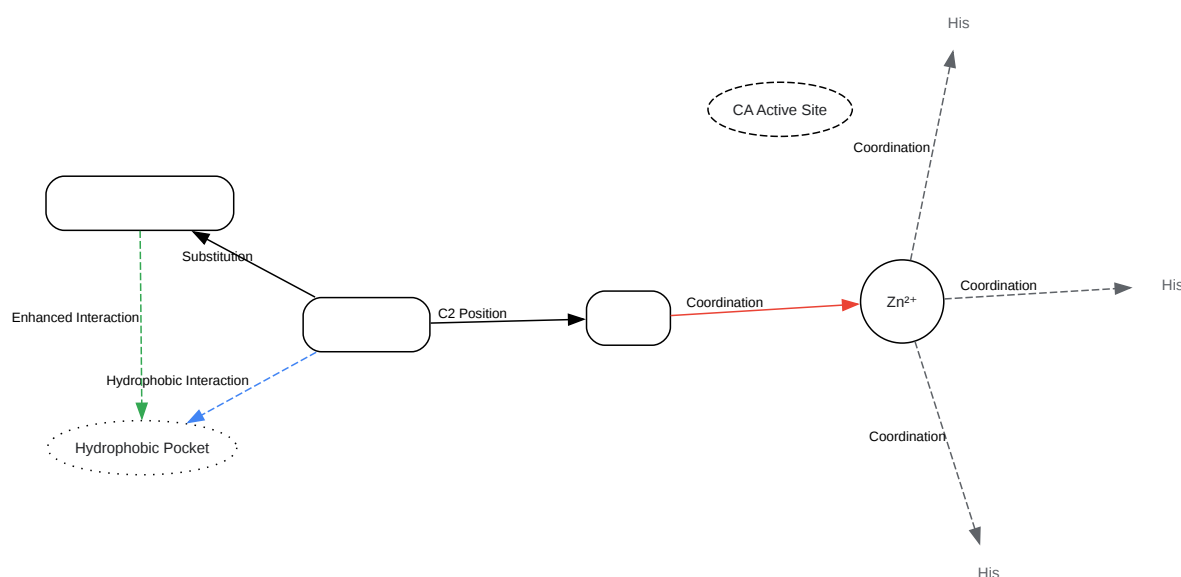 His
CA Active Site
Coordination
Substitution
His
Coordination
Zn²⁺
Coordination
C2 Position
Enhanced Interaction
Hydrophobic Interaction
Coordination
Hydrophobic Pocket
His